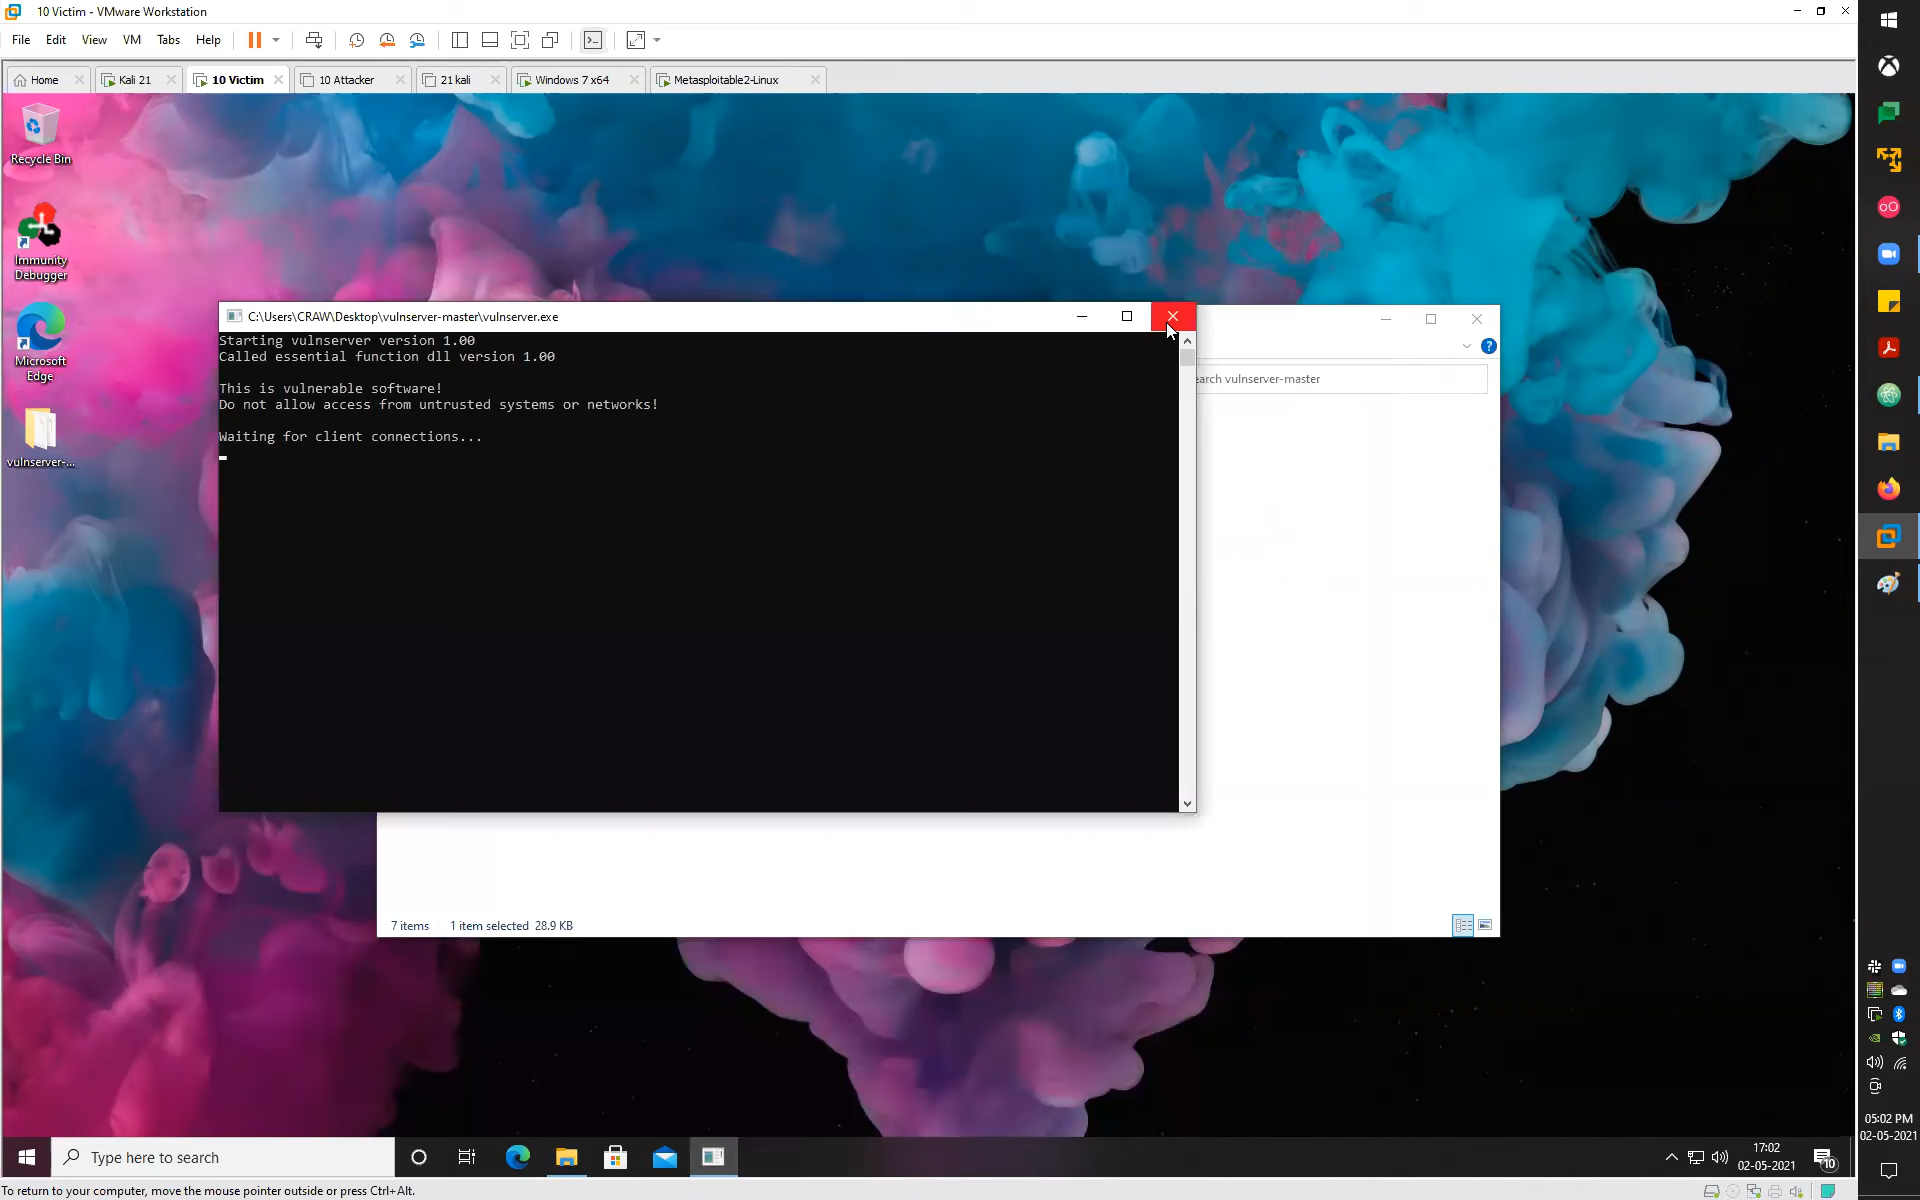 10 Victim - VMware Workstation
File Edit View VM Tabs Help
Home Kali 21 10 Victim 10 Attacker 21 kali Windows 7 x64 Metasploitable2-Linux
Recycle Bin
Immunity
Debugger
Microsoft
Edge
vulnserver-...
C:\Users\CRAW\Desktop\vulnserver-master\vulnserver.exe
Starting vulnserver version 1.00
Called essential function dll version 1.00
This is vulnerable software!
Do not allow access from untrusted systems or networks!
Waiting for client connections...
earch vulnserver-master
7 items 1 item selected 28.9 KB
Type here to search
17:02
02-05-2021
10
05:02 PM
02-05-2021
To return to your computer, move the mouse pointer outside or press Ctrl+Alt.